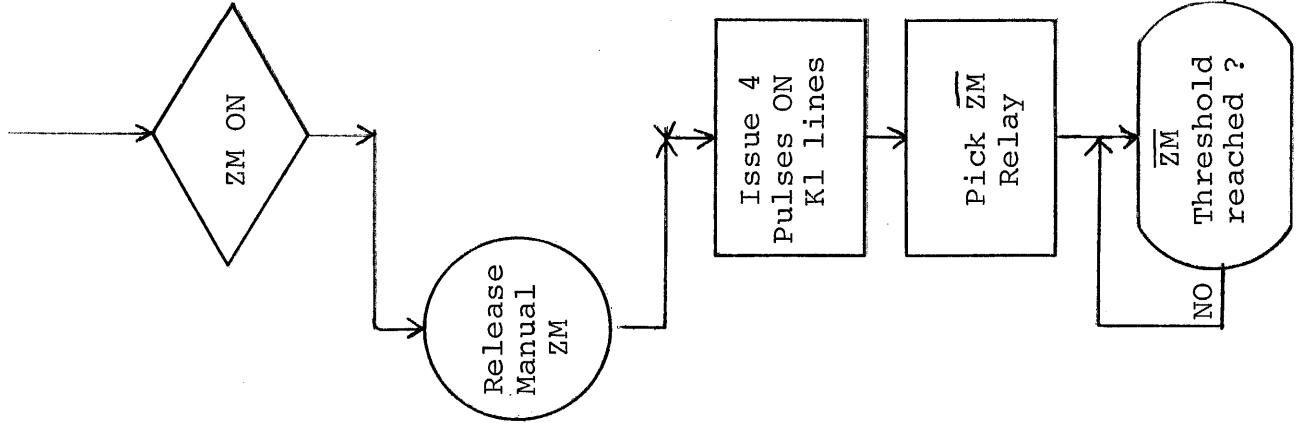 ZM ON
Release
Manual
ZM
Issue 4
Pulses ON
K1 lines
Pick Z̅M̅
Relay
Z̅M̅
Threshold
reached ?
NO